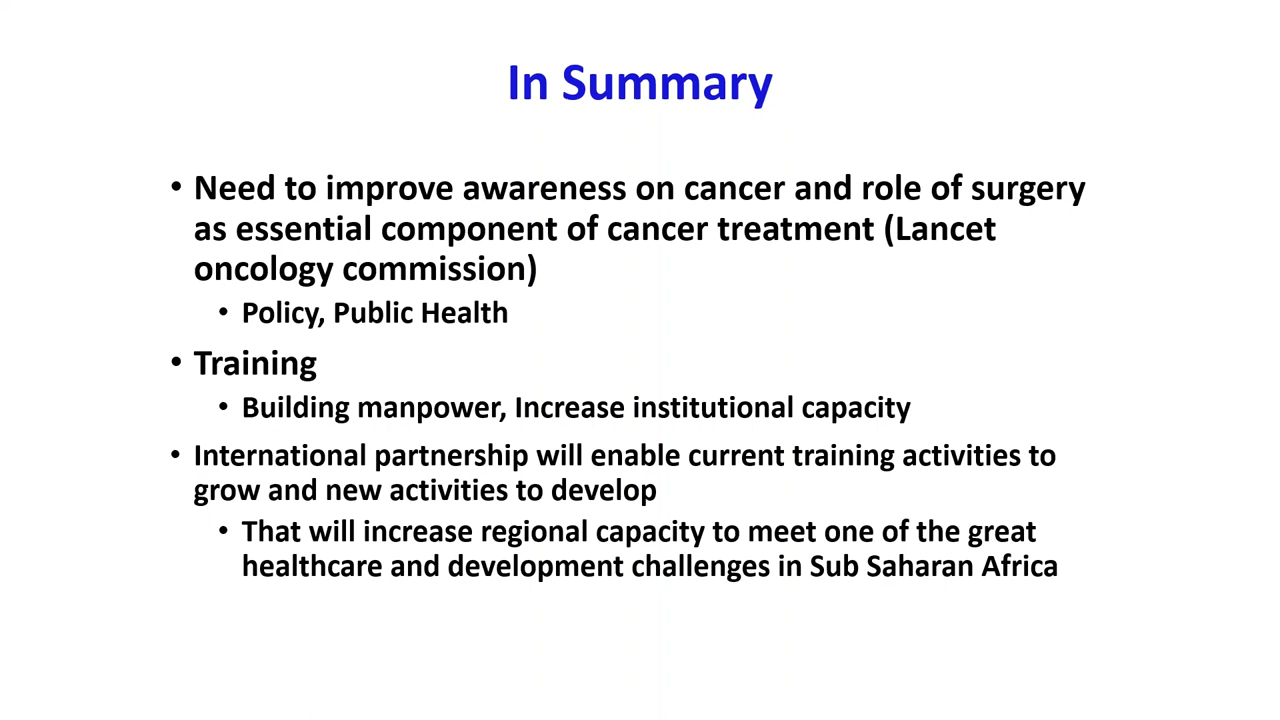 In Summary
• Need to improve awareness on cancer and role of surgery
as essential component of cancer treatment (Lancet
oncology commission)
• Policy, Public Health
• Training
• Building manpower, Increase institutional capacity
• International partnership will enable current training activities to
grow and new activities to develop
• That will increase regional capacity to meet one of the great
healthcare and development challenges in Sub Saharan Africa